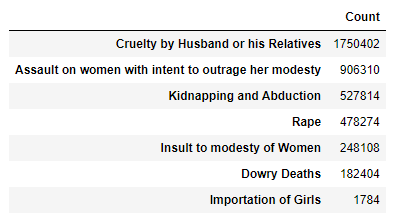 Count
Cruelty by Husband or his Relatives 1750402
Assault on women with intent to outrage her modesty 906310
Kidnapping and Abduction 527814
Rape 478274
Insult to modesty of Women 248108
Dowry Deaths 182404
Importation of Girls 1784